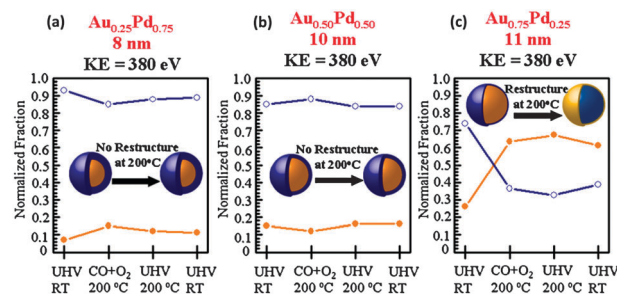 (a)
Au0.25Pd0.75
8 nm
KE = 380 eV
Normalized Fraction
1.0
0.9
0.8
0.7
0.6
0.5
0.4
0.3
0.2
0.1
No Restructure
at 200°C
UHV
RT
CO+O2
200 ºC
UHV
200 ºC
UHV
RT
(b)
Au0.50Pd0.50
10 nm
KE = 380 eV
Normalized Fraction
1.0
0.9
0.8
0.7
0.6
0.5
0.4
0.3
0.2
0.1
No Restructure
at 200°C
UHV
RT
CO+O2
200 ºC
UHV
200 ºC
UHV
RT
(c)
Au0.75Pd0.25
11 nm
KE = 380 eV
Normalized Fraction
1.0
0.9
0.8
0.7
0.6
0.5
0.4
0.3
0.2
0.1
Restructure
at 200°C
UHV
RT
CO+O2
200 ºC
UHV
200 ºC
UHV
RT